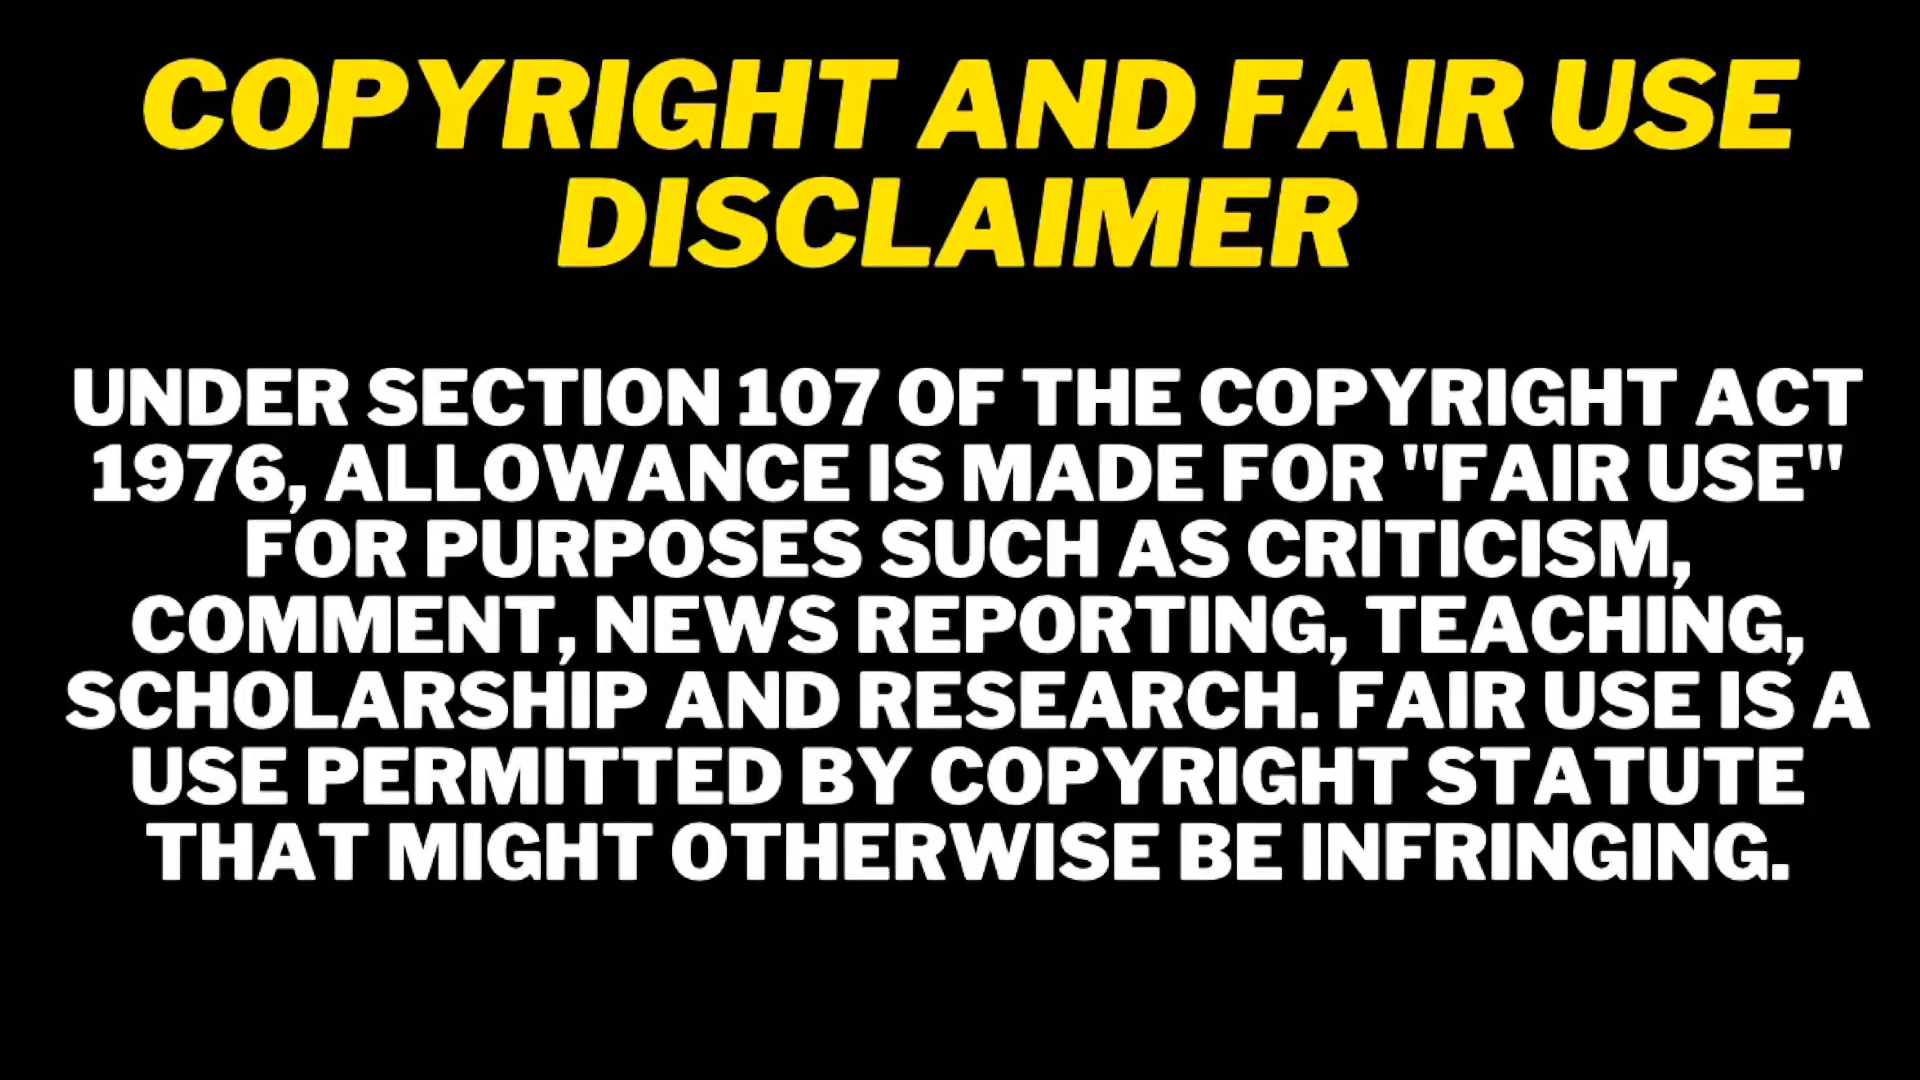 COPYRIGHT AND FAIR USE
DISCLAIMER
UNDER SECTION 107 OF THE COPYRIGHT ACT
1976, ALLOWANCE IS MADE FOR "FAIR USE"
FOR PURPOSES SUCH AS CRITICISM,
COMMENT, NEWS REPORTING, TEACHING,
SCHOLARSHIP AND RESEARCH. FAIR USE IS A
USE PERMITTED BY COPYRIGHT STATUTE
THAT MIGHT OTHERWISE BE INFRINGING.